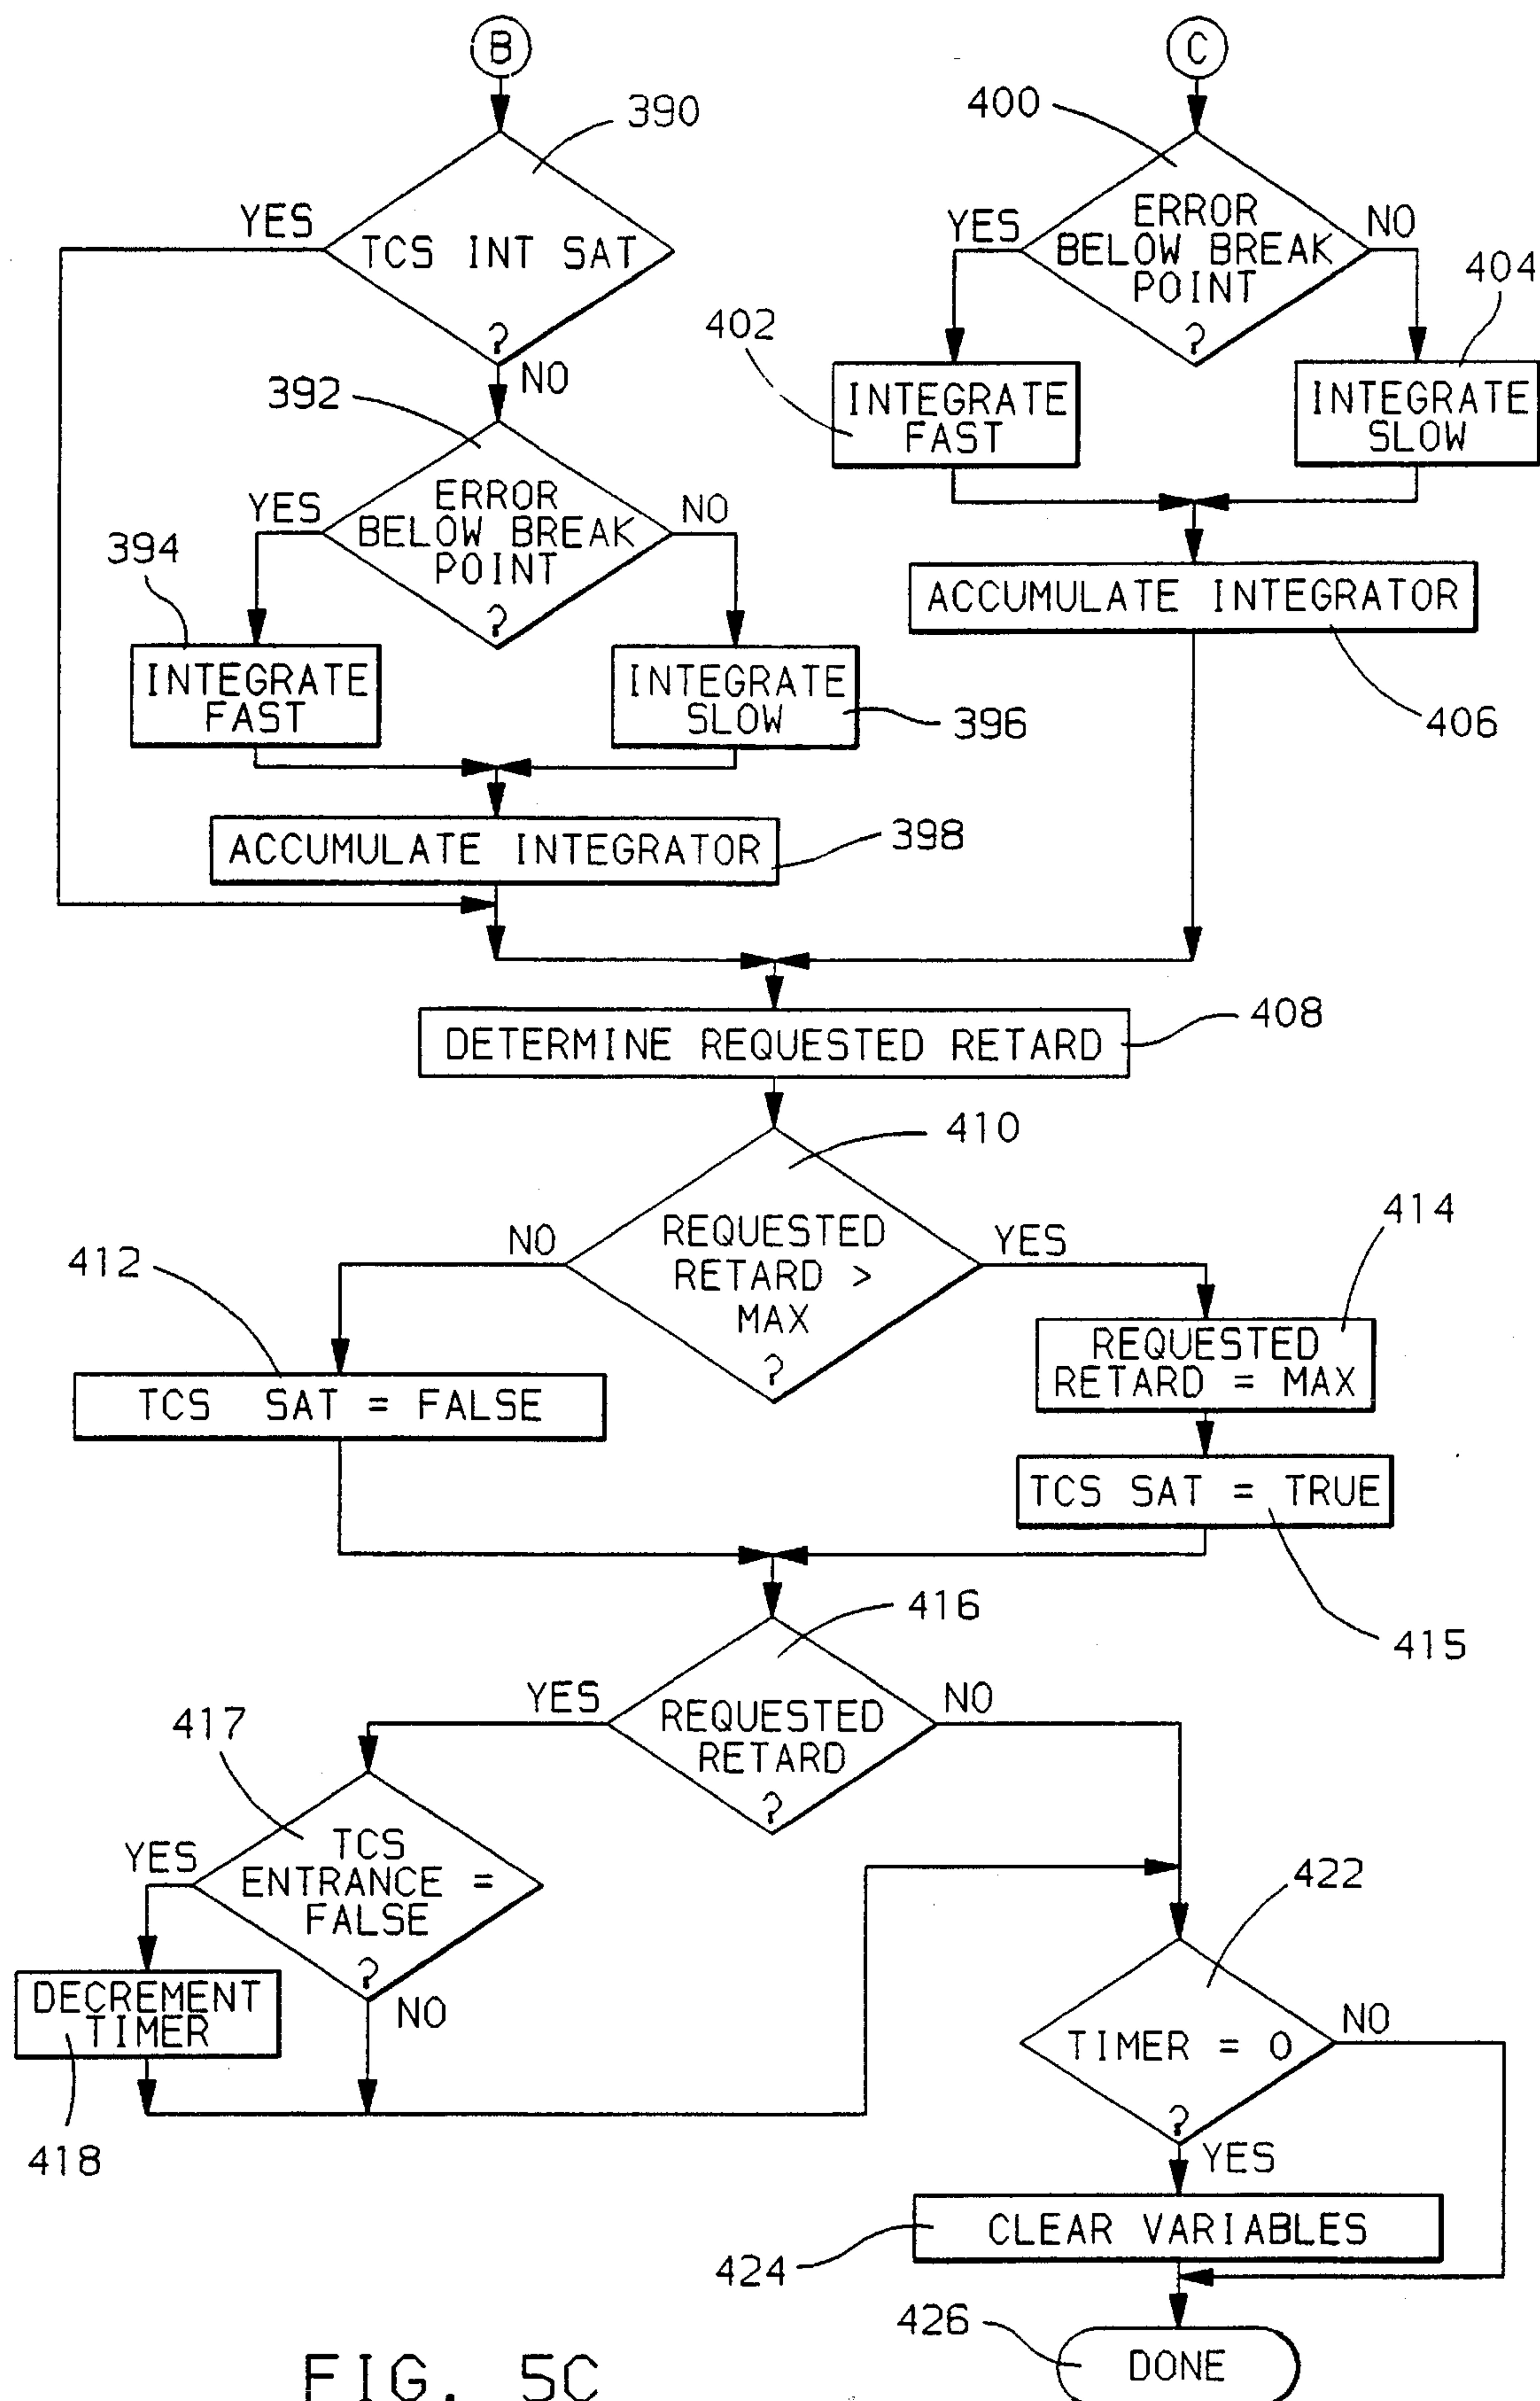 B
C
390
400
YES
TCS INT SAT
?
NO
YES
ERROR
BELOW BREAK
POINT
?
NO
404
402
INTEGRATE
FAST
INTEGRATE
SLOW
392
YES
ERROR
BELOW BREAK
POINT
?
NO
394
ACCUMULATE INTEGRATOR
406
INTEGRATE
FAST
INTEGRATE
SLOW
396
ACCUMULATE INTEGRATOR
398
DETERMINE REQUESTED RETARD
408
410
NO
REQUESTED
RETARD >
MAX
?
YES
414
412
TCS SAT = FALSE
REQUESTED
RETARD = MAX
TCS SAT = TRUE
415
416
YES
REQUESTED
RETARD
?
NO
417
YES
TCS
ENTRANCE =
FALSE
?
NO
422
DECREMENT
TIMER
418
TIMER = 0
?
NO
YES
CLEAR VARIABLES
424
426
DONE
FIG. 5C